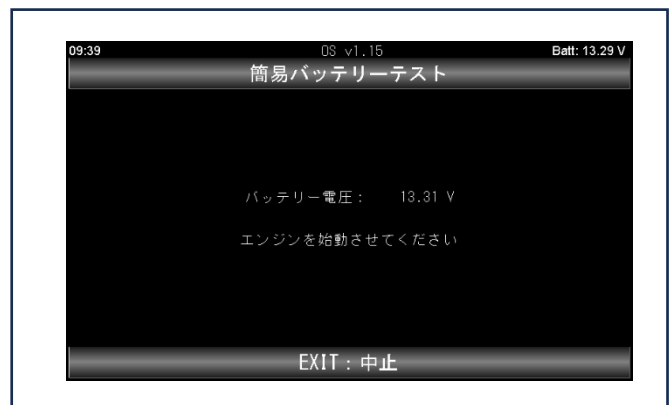 09:39 OS v1.15 Batt: 13.29 V
簡易バッテリーテスト
バッテリー電圧： 13.31 V
エンジンを始動させてください
EXIT：中止